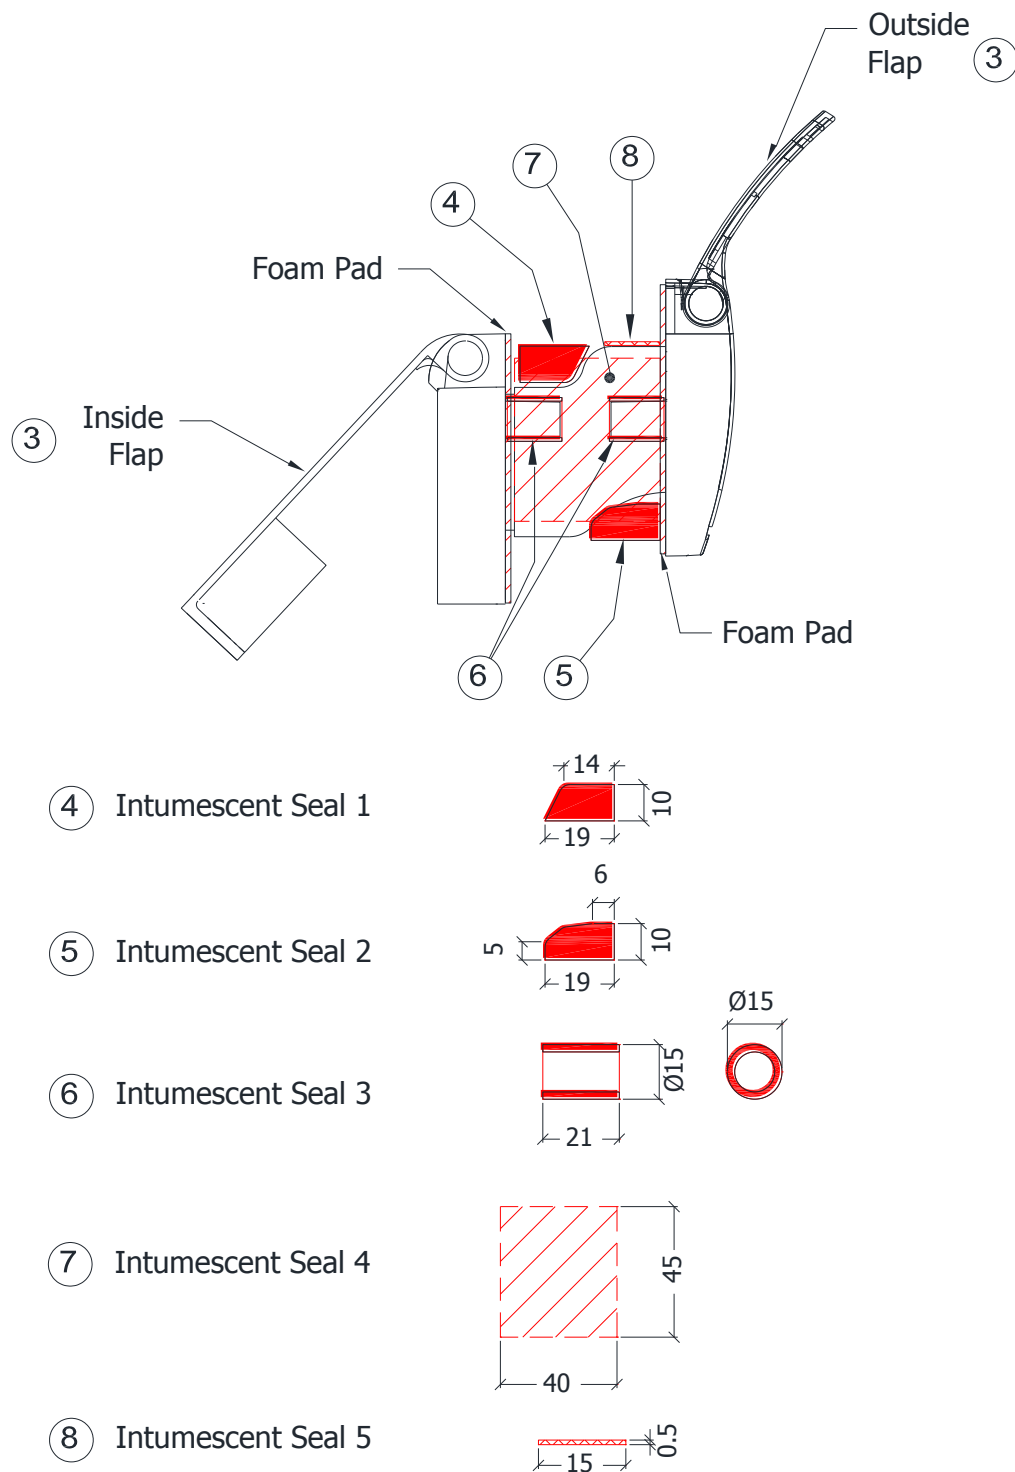 Outside
Flap
3
8
7
4
Foam Pad
Inside
Flap
3
Foam Pad
6
5
4 Intumescent Seal 1
14
10
19
5 Intumescent Seal 2
6
5
10
19
6 Intumescent Seal 3
Ø15
Ø15
21
7 Intumescent Seal 4
45
40
8 Intumescent Seal 5
0.5
15